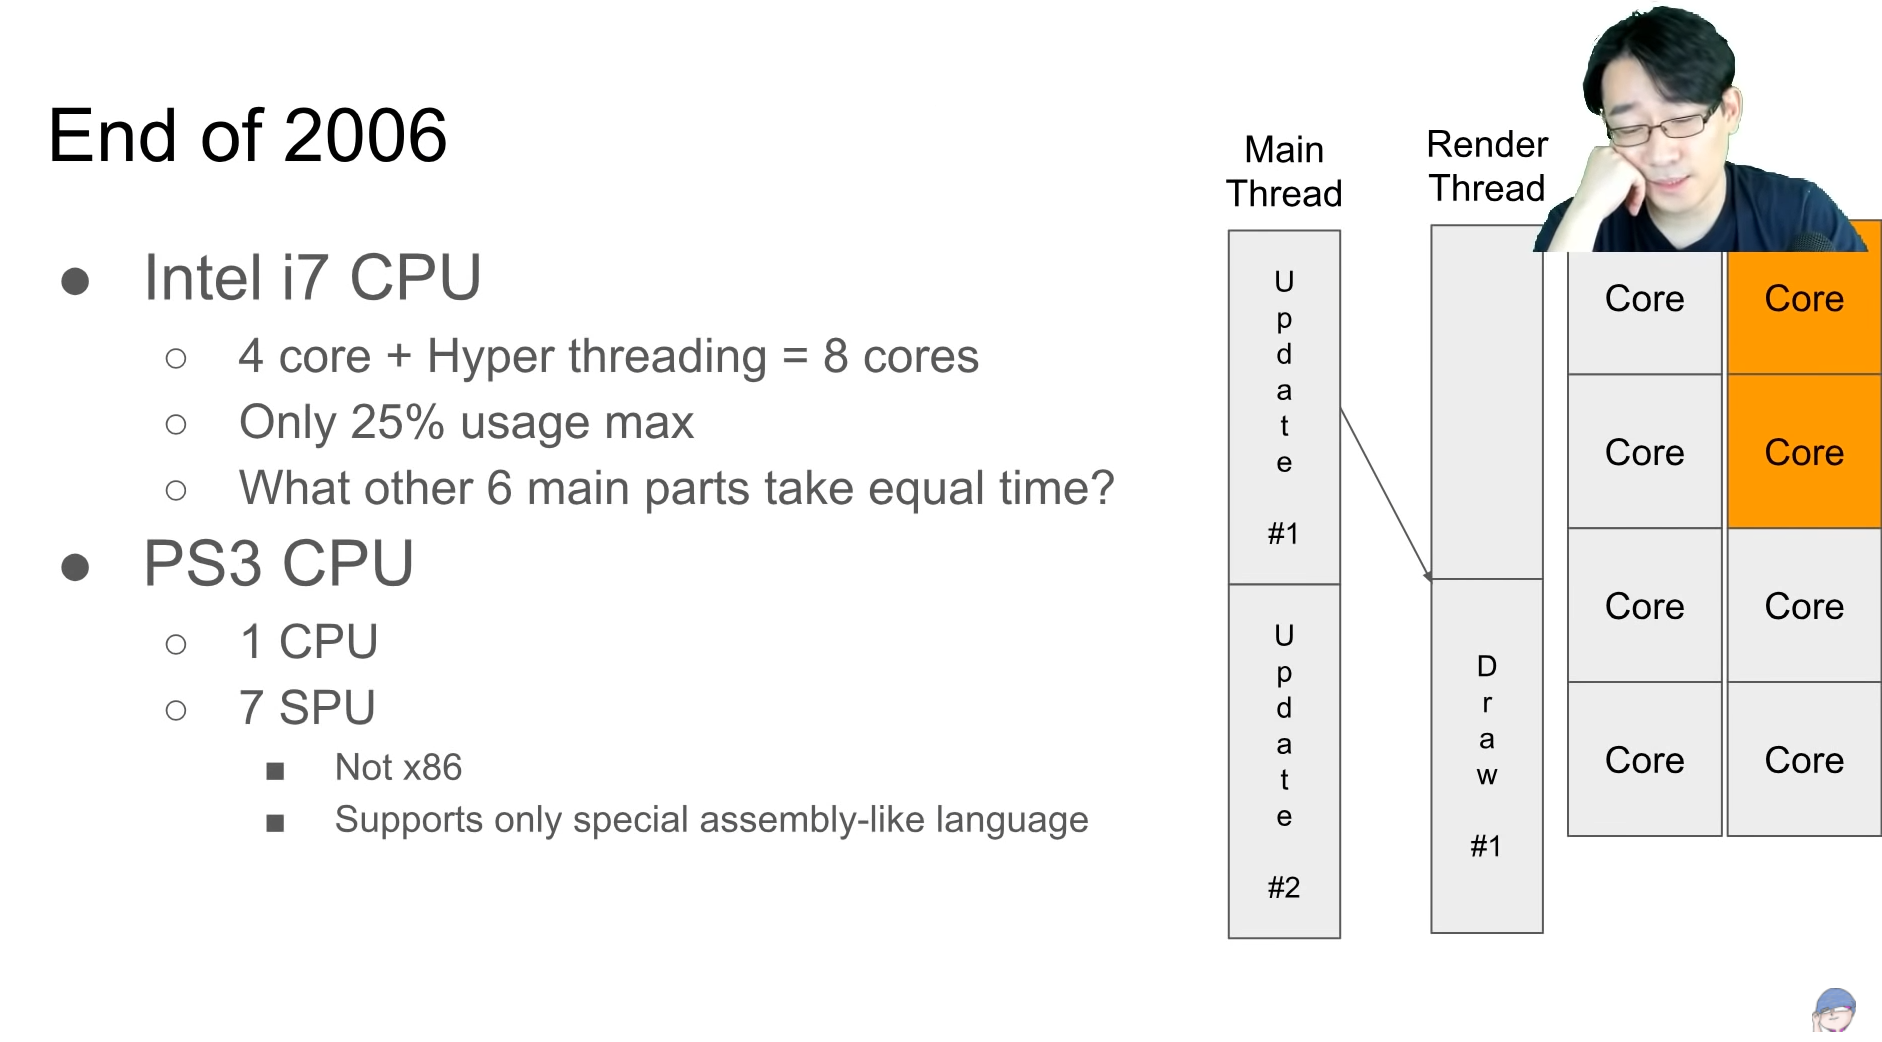 End of 2006
Intel i7 CPU
4 core + Hyper threading = 8 cores
Only 25% usage max
What other 6 main parts take equal time?
PS3 CPU
1 CPU
7 SPU
Not x86
Supports only special assembly-like language
Main
Thread
Update
#1
Update
#2
Render
Thread
Draw
#1
Core
Core
Core
Core
Core
Core
Core
Core